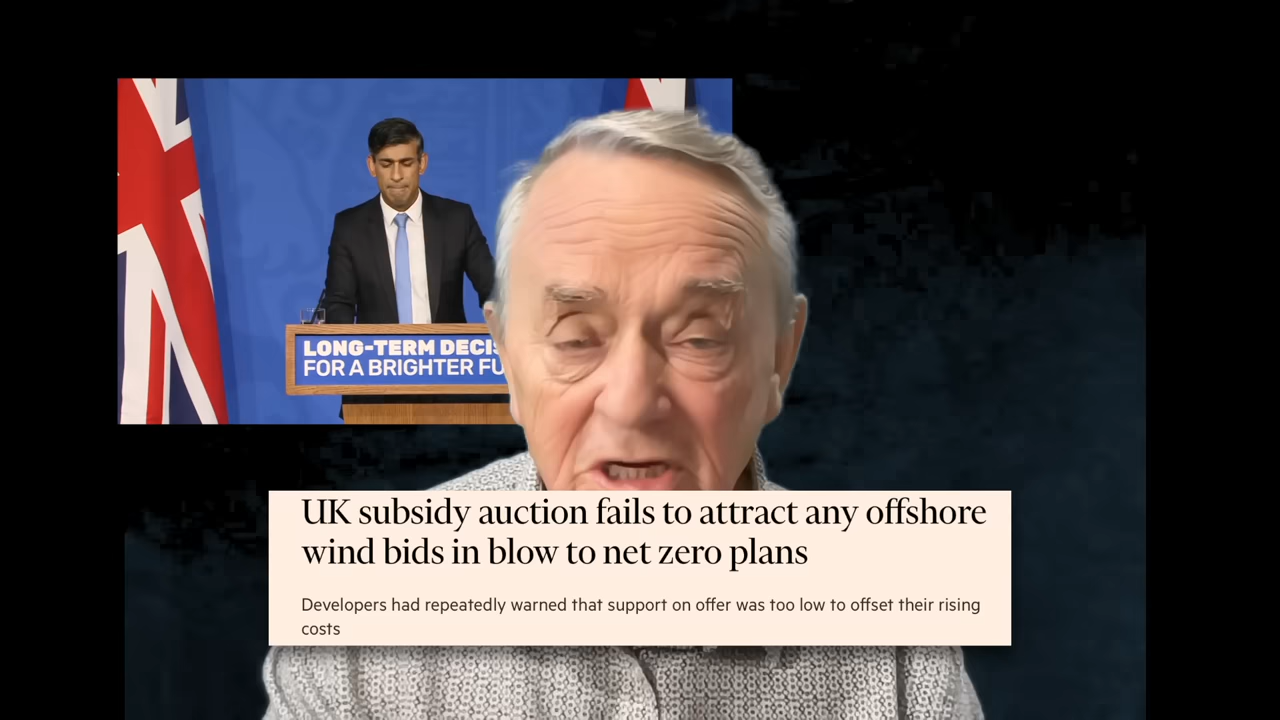 LONG-TERM DECIS
FOR A BRIGHTER FU
UK subsidy auction fails to attract any offshore
wind bids in blow to net zero plans
Developers had repeatedly warned that support on offer was too low to offset their rising
costs